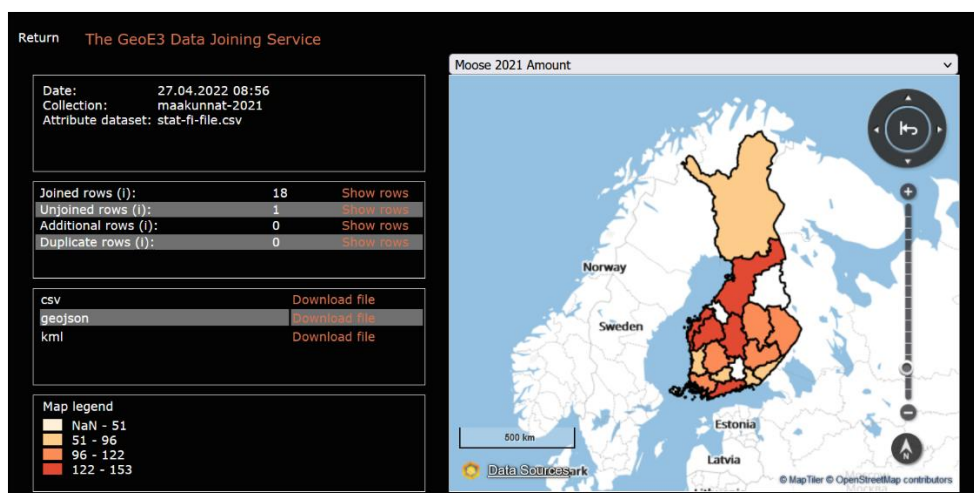 Return The GeoE3 Data Joining Service
Date: 27.04.2022 08:56
Collection: maakunnat-2021
Attribute dataset: stat-fi-file.csv
Joined rows (i): 18 Show rows
Unjoined rows (i): 1 Show rows
Additional rows (i): 0 Show rows
Duplicate rows (i): 0 Show rows
csv Download file
geojson Download file
kml Download file
Map legend
NaN - 51
51 - 96
96 - 122
122 - 153
Moose 2021 Amount
Norway
Sweden
Estonia
Latvia
500 km
N
Data Sources
© MapTiler © OpenStreetMap contributors